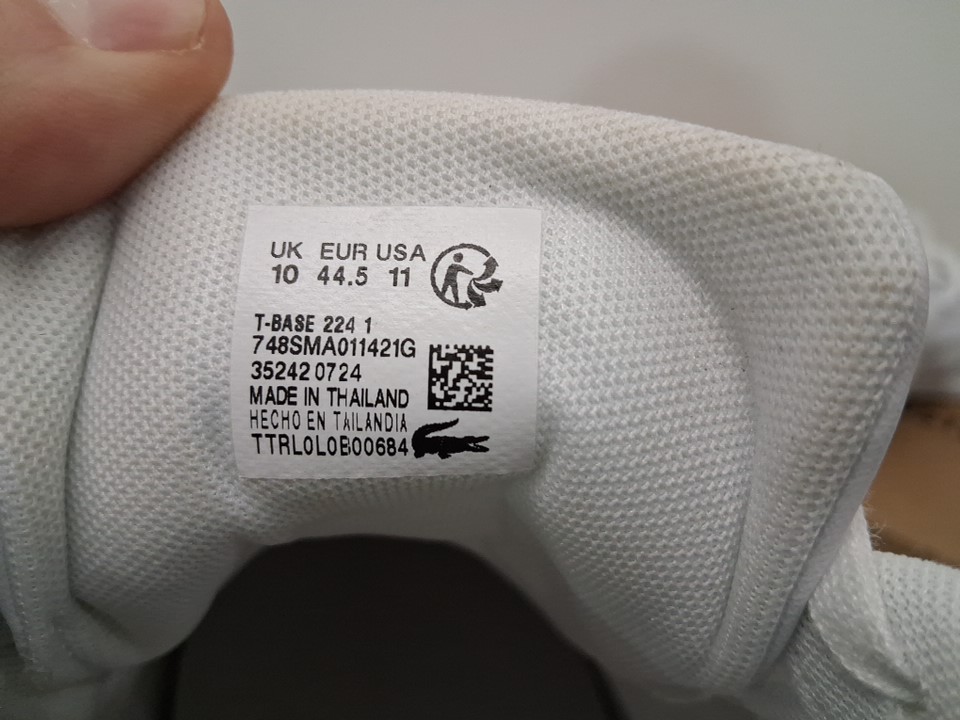 UK EUR USA
10 44.5 11
T-BASE 224 1
748SMA011421G
352420724
MADE IN THAILAND
HECHO EN TAILANDIA
TTRL0L0B00684